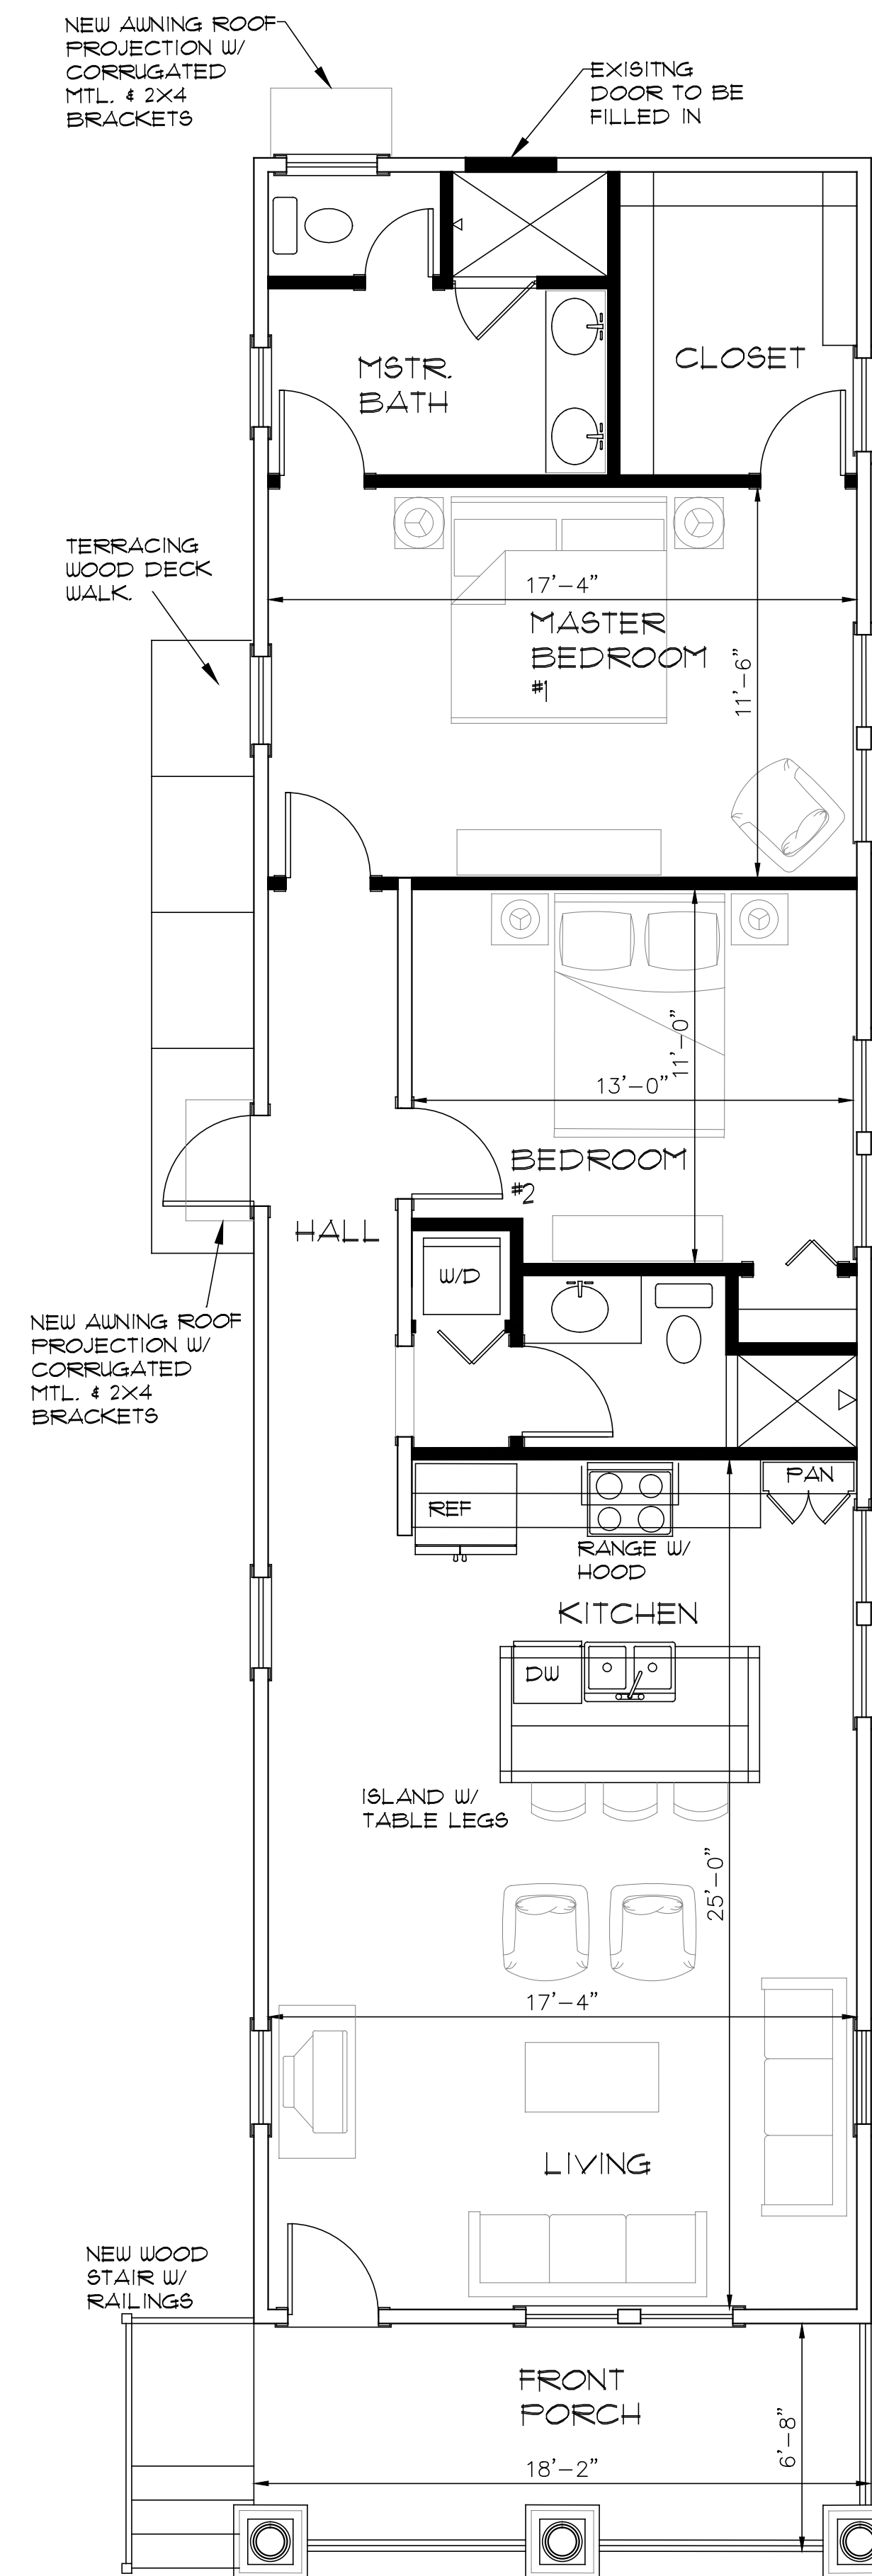 NEW AWNING ROOF
PROJECTION W/
CORRUGATED
MTL. & 2X4
BRACKETS
EXISITNG
DOOR TO BE
FILLED IN
MSTR.
BATH
CLOSET
TERRACING
WOOD DECK
WALK.
17'-4"
MASTER
BEDROOM
#1
11'-6"
11'-0"
13'-0"
BEDROOM
#2
HALL
W/D
NEW AWNING ROOF
PROJECTION W/
CORRUGATED
MTL. & 2X4
BRACKETS
PAN
REF
RANGE W/
HOOD
KITCHEN
DW
ISLAND W/
TABLE LEGS
25'-0"
17'-4"
LIVING
NEW WOOD
STAIR W/
RAILINGS
FRONT
PORCH
6'-8"
18'-2"